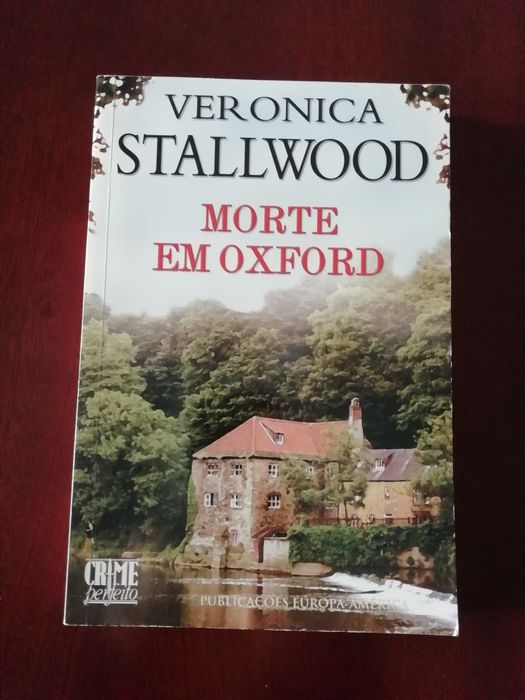 VERONICA
STALLWOOD
MORTE
EM OXFORD
CRIME
perfeito
PUBLICAÇÕES EUROPA-AMÉRICA